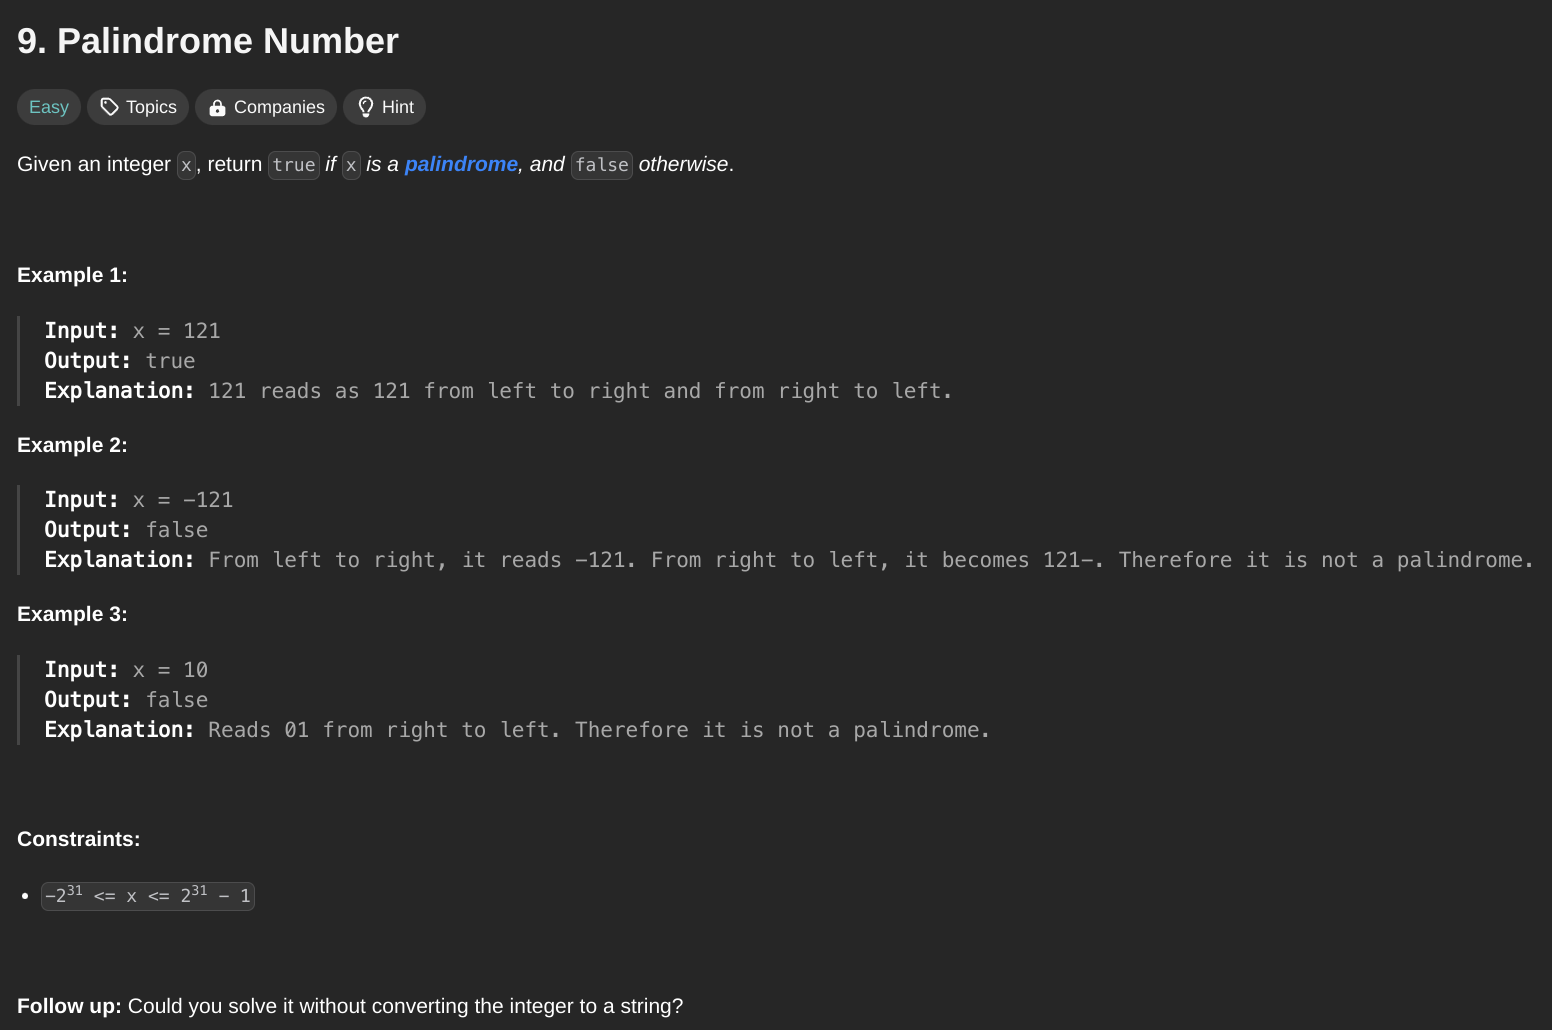 9. Palindrome Number
Easy Topics Companies Hint
Given an integer x, return true if x is a palindrome, and false otherwise.
Example 1:
Input: x = 121
Output: true
Explanation: 121 reads as 121 from left to right and from right to left.
Example 2:
Input: x = -121
Output: false
Explanation: From left to right, it reads -121. From right to left, it becomes 121-. Therefore it is not a palindrome.
Example 3:
Input: x = 10
Output: false
Explanation: Reads 01 from right to left. Therefore it is not a palindrome.
Constraints:
• -2³¹ <= x <= 2³¹ - 1
Follow up: Could you solve it without converting the integer to a string?